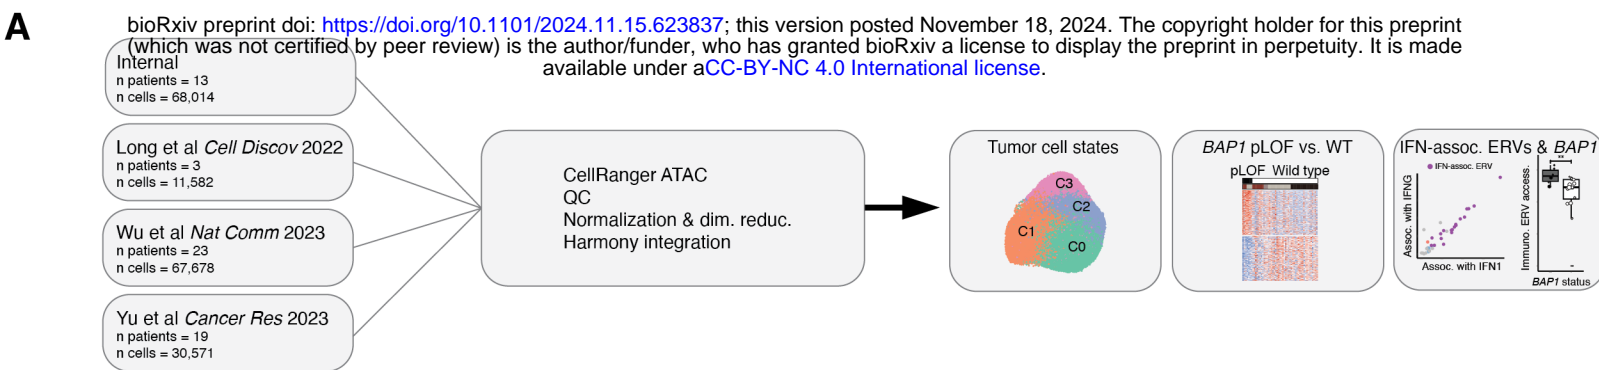 A
bioRxiv preprint doi: https://doi.org/10.1101/2024.11.15.623837; this version posted November 18, 2024. The copyright holder for this preprint
(which was not certified by peer review) is the author/funder, who has granted bioRxiv a license to display the preprint in perpetuity. It is made
available under aCC-BY-NC 4.0 International license.
Internal
n patients = 13
n cells = 68,014
Long et al Cell Discov 2022
n patients = 3
n cells = 11,582
Wu et al Nat Comm 2023
n patients = 23
n cells = 67,678
Yu et al Cancer Res 2023
n patients = 19
n cells = 30,571
CellRanger ATAC
QC
Normalization & dim. reduc.
Harmony integration
Tumor cell states
C3
C2
C1
C0
BAP1 pLOF vs. WT
pLOF Wild type
IFN-assoc. ERVs & BAP1
IFN-assoc. ERV
Assoc. with IFNG
Assoc. with IFN1
Immuno. ERV access.
**
BAP1 status